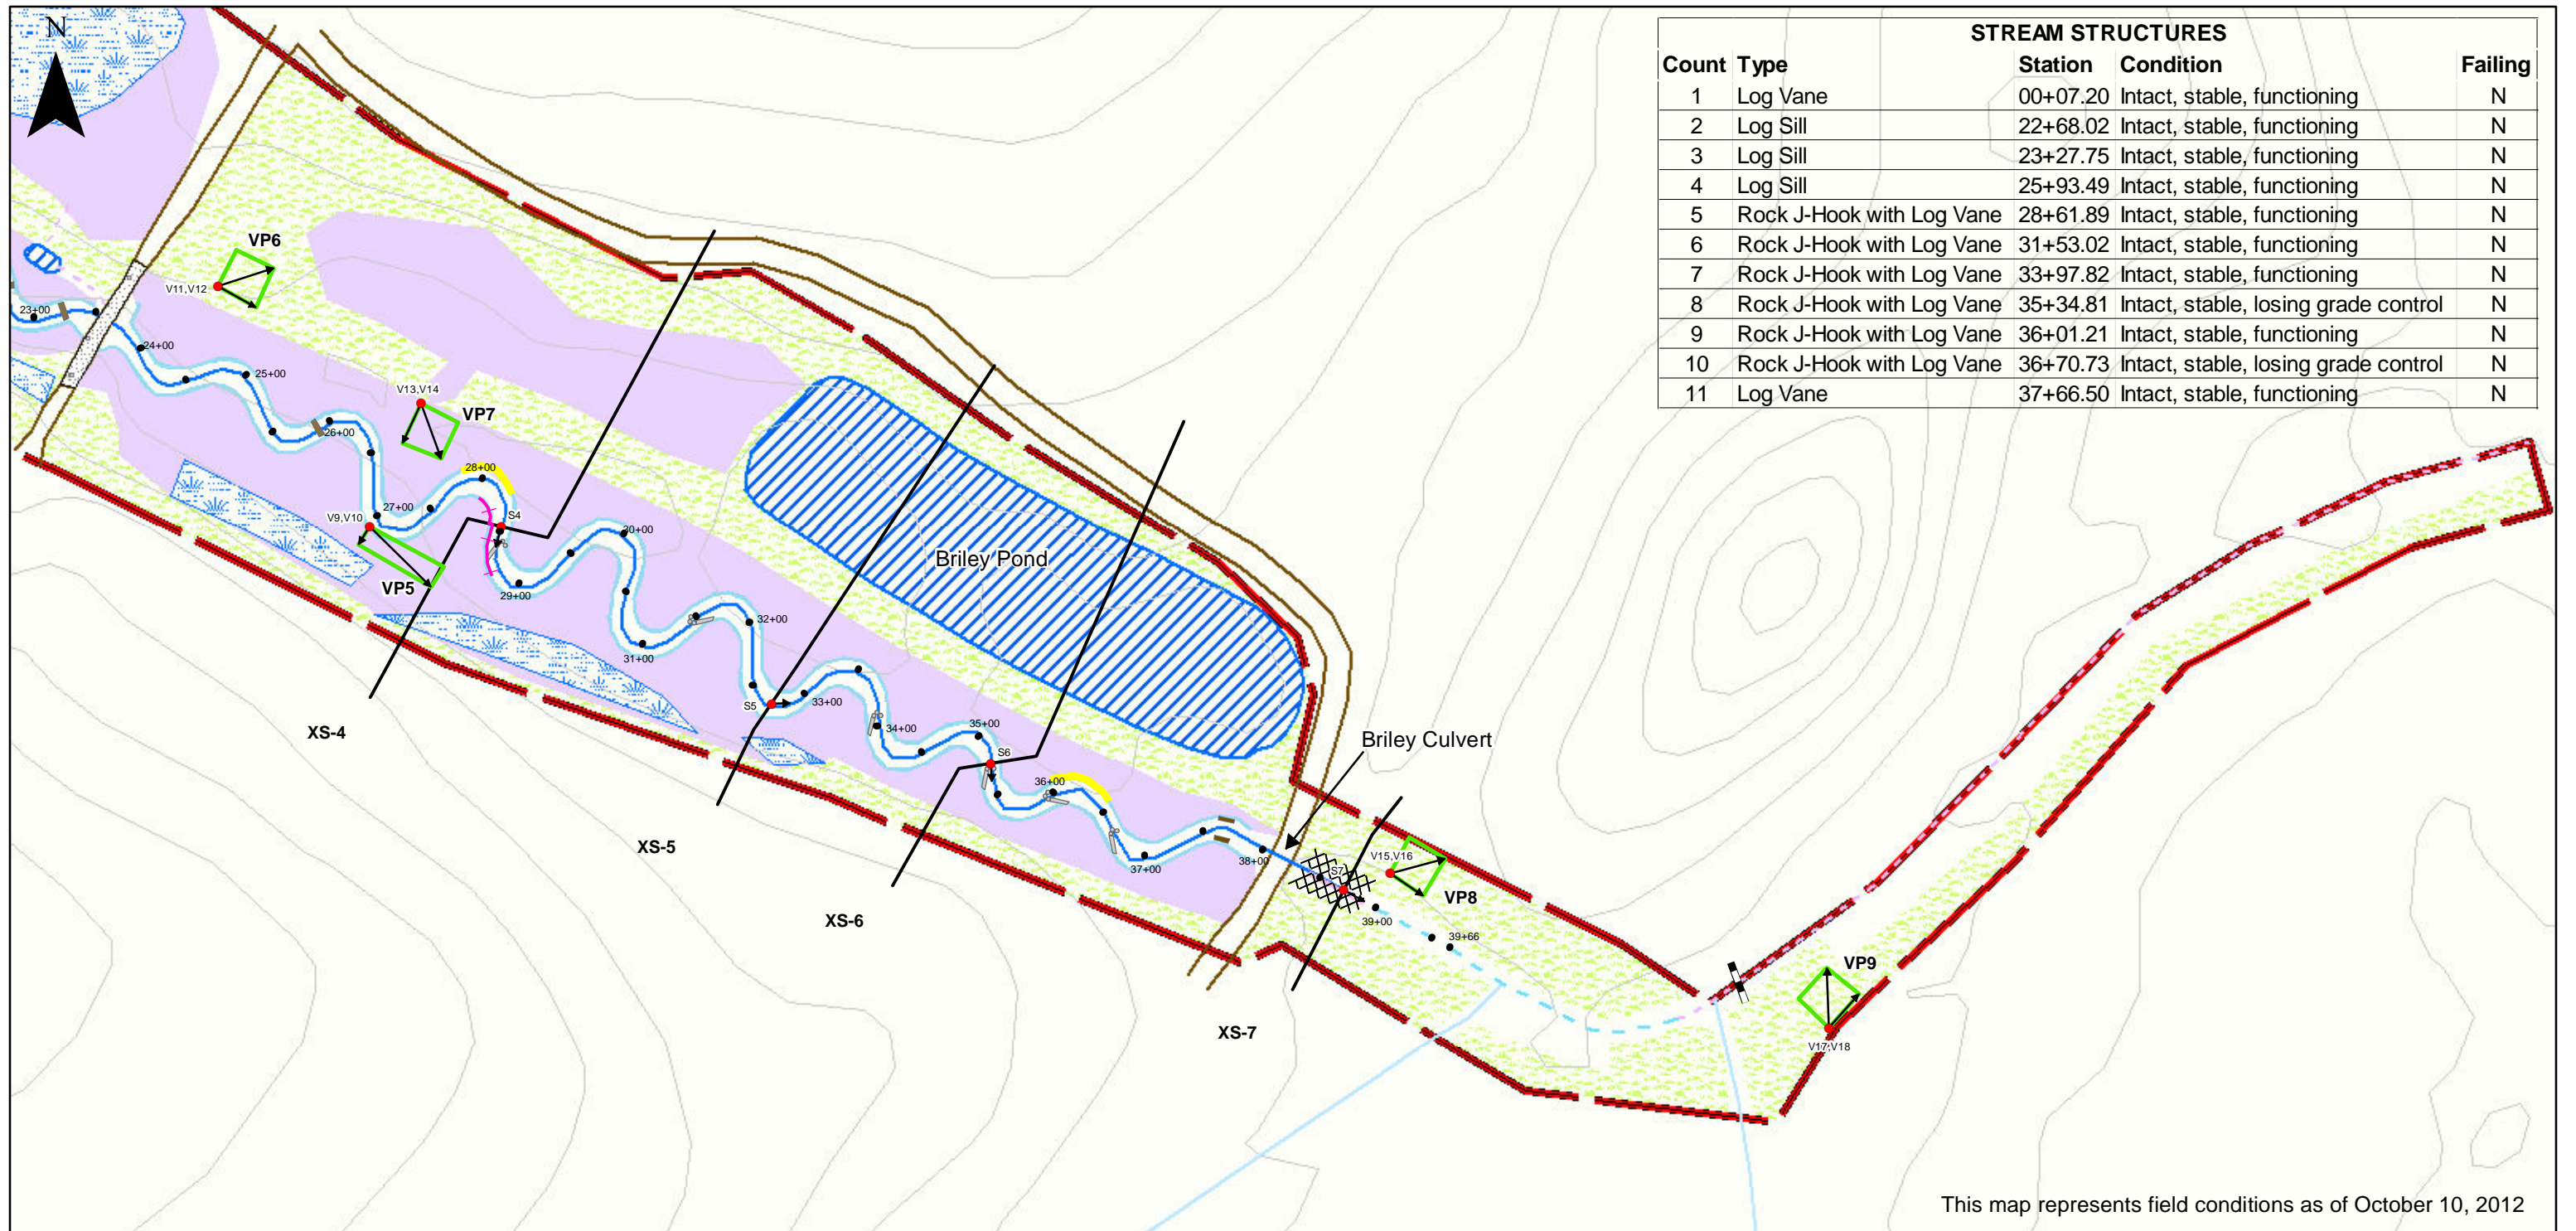 N
STREAM STRUCTURES
Count Type Station Condition Failing
1 Log Vane 00+07.20 Intact, stable, functioning N
2 Log Sill 22+68.02 Intact, stable, functioning N
3 Log Sill 23+27.75 Intact, stable, functioning N
4 Log Sill 25+93.49 Intact, stable, functioning N
5 Rock J-Hook with Log Vane 28+61.89 Intact, stable, functioning N
6 Rock J-Hook with Log Vane 31+53.02 Intact, stable, functioning N
7 Rock J-Hook with Log Vane 33+97.82 Intact, stable, functioning N
8 Rock J-Hook with Log Vane 35+34.81 Intact, stable, losing grade control N
9 Rock J-Hook with Log Vane 36+01.21 Intact, stable, functioning N
10 Rock J-Hook with Log Vane 36+70.73 Intact, stable, losing grade control N
11 Log Vane 37+66.50 Intact, stable, functioning N
VP6
V11,V12
23+00
24+00
25+00
V13,V14
VP7
26+00
28+00
27+00
V9,V10
S4
30+00
VP5
29+00
Briley Pond
32+00
31+00
S5
33+00
34+00
35+00
S6
XS-4
Briley Culvert
36+00
XS-5
37+00
38+00
V15,V16
S7
VP8
XS-6
39+00
39+66
VP9
XS-7
V17,V18
This map represents field conditions as of October 10, 2012